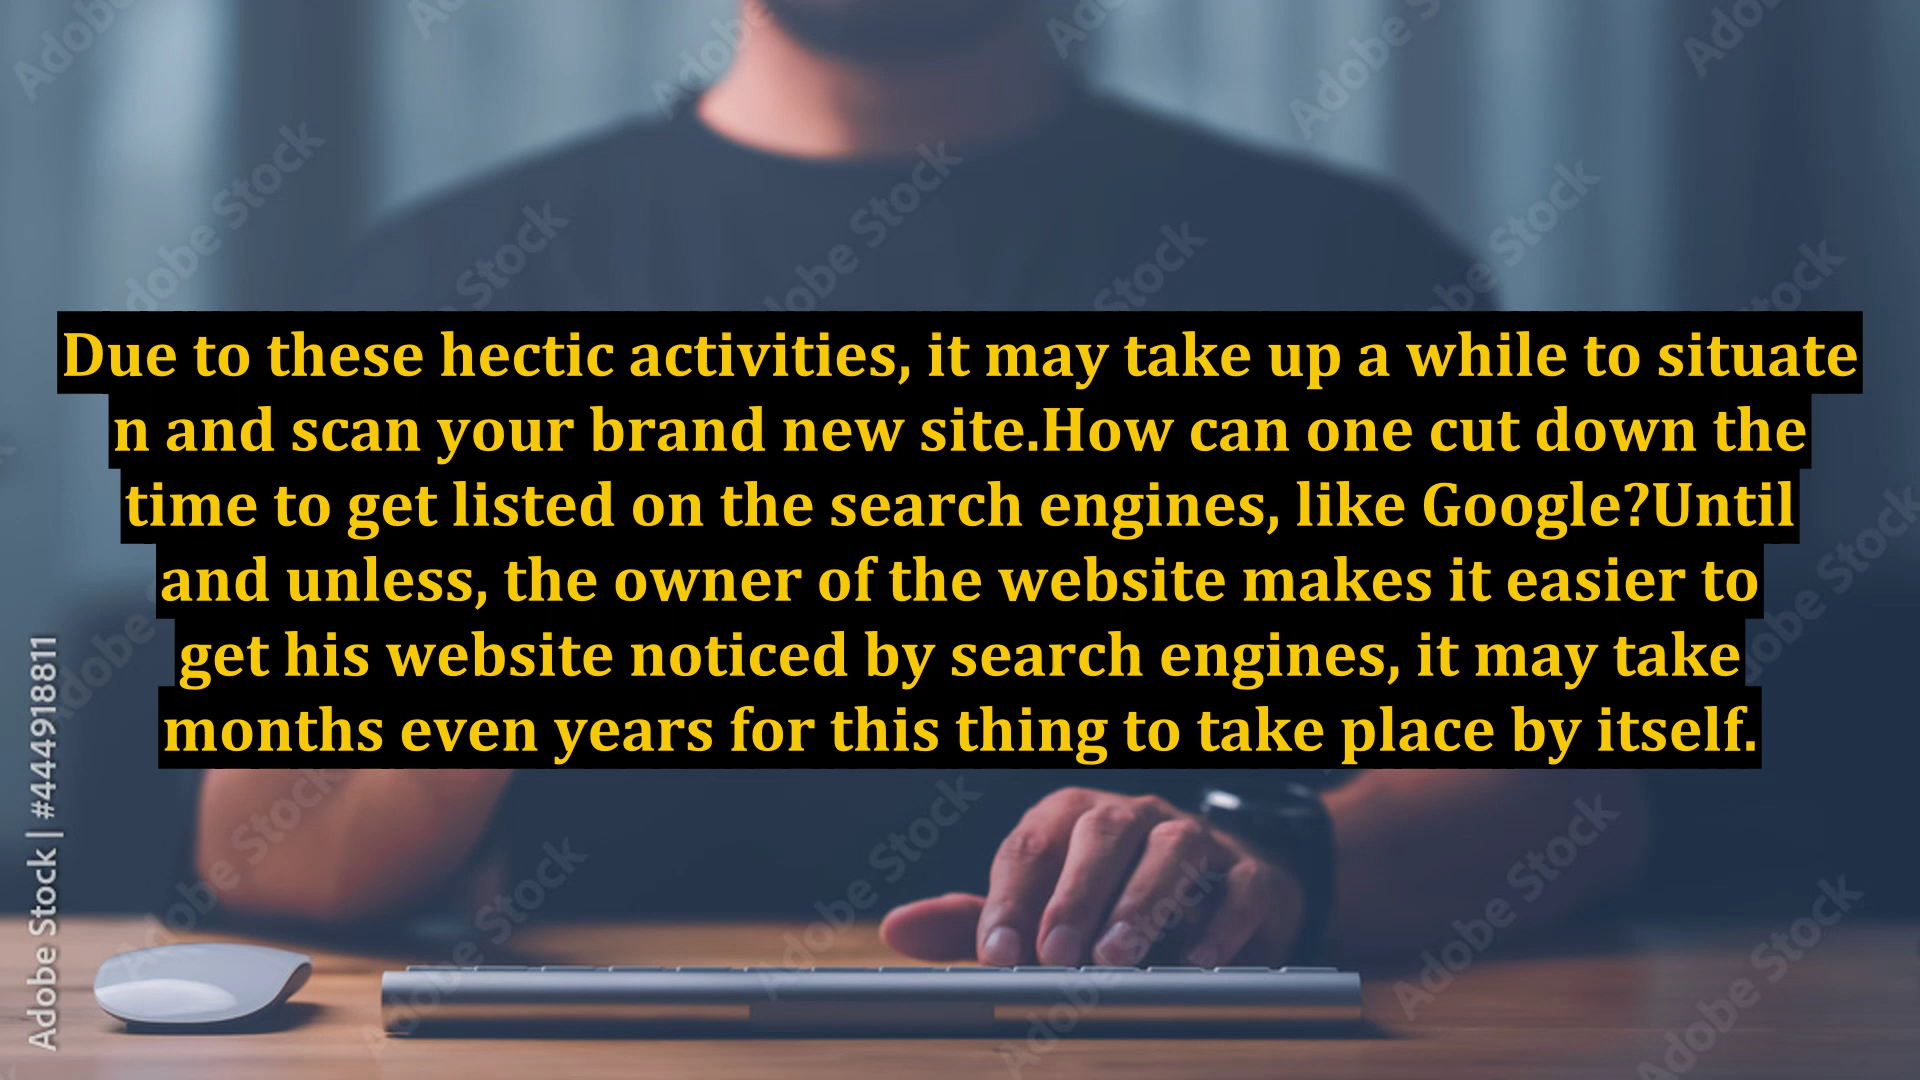 Due to these hectic activities, it may take up a while to situate
n and scan your brand new site.How can one cut down the
time to get listed on the search engines, like Google?Until
and unless, the owner of the website makes it easier to
get his website noticed by search engines, it may take
months even years for this thing to take place by itself.
Adobe Stock | #444918811
Adobe Stock